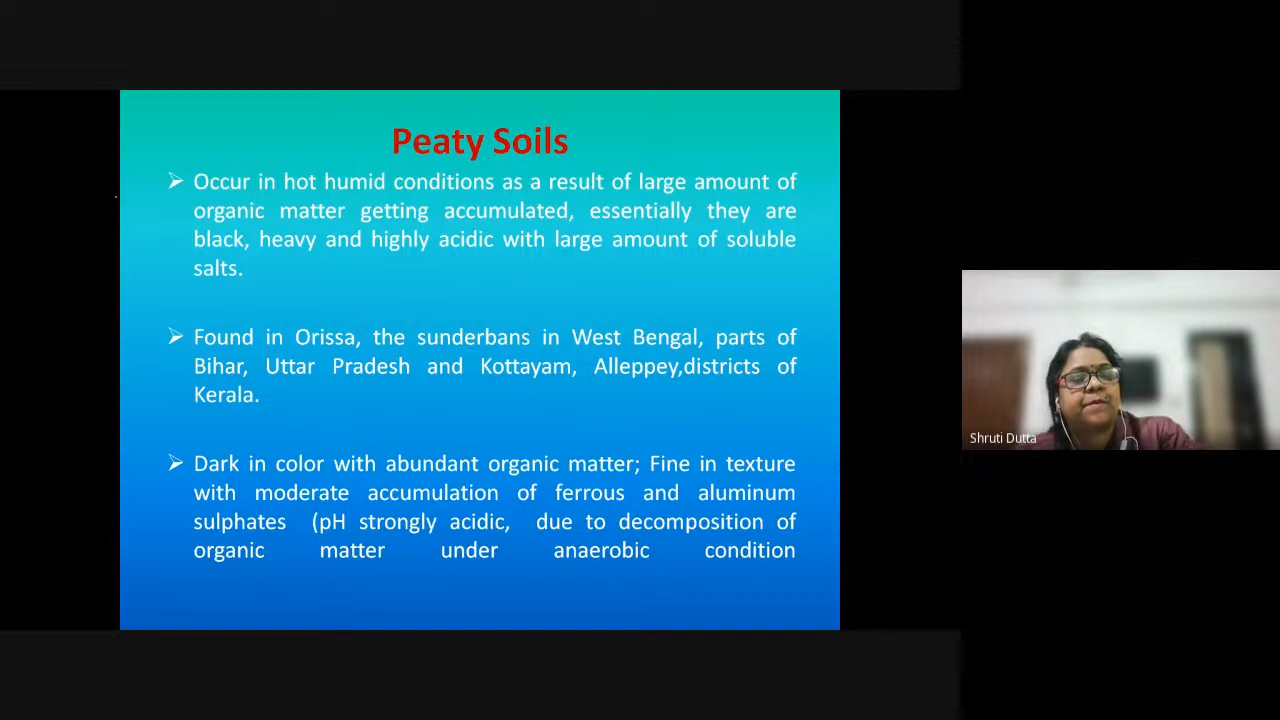 Peaty Soils
Occur in hot humid conditions as a result of large amount of
organic matter getting accumulated, essentially they are
black, heavy and highly acidic with large amount of soluble
salts.
Found in Orissa, the sunderbans in West Bengal, parts of
Bihar, Uttar Pradesh and Kottayam, Alleppey,districts of
Kerala.
Dark in color with abundant organic matter; Fine in texture
with moderate accumulation of ferrous and aluminum
sulphates (pH strongly acidic, due to decomposition of
organic matter under anaerobic condition
Shruti Dutta